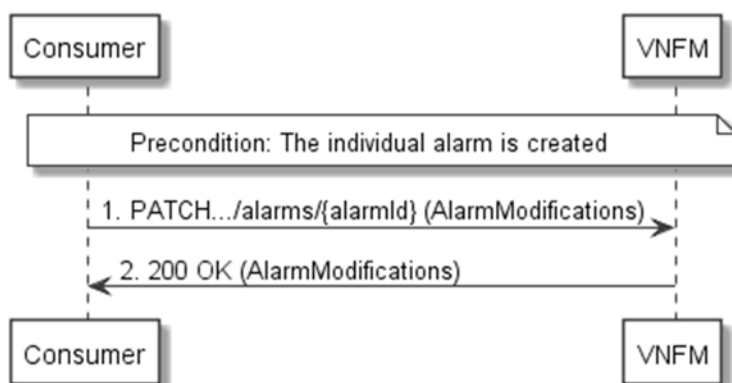 Consumer
VNFM
Precondition: The individual alarm is created
1. PATCH.../alarms/{alarmId} (AlarmModifications)
2. 200 OK (AlarmModifications)
Consumer
VNFM